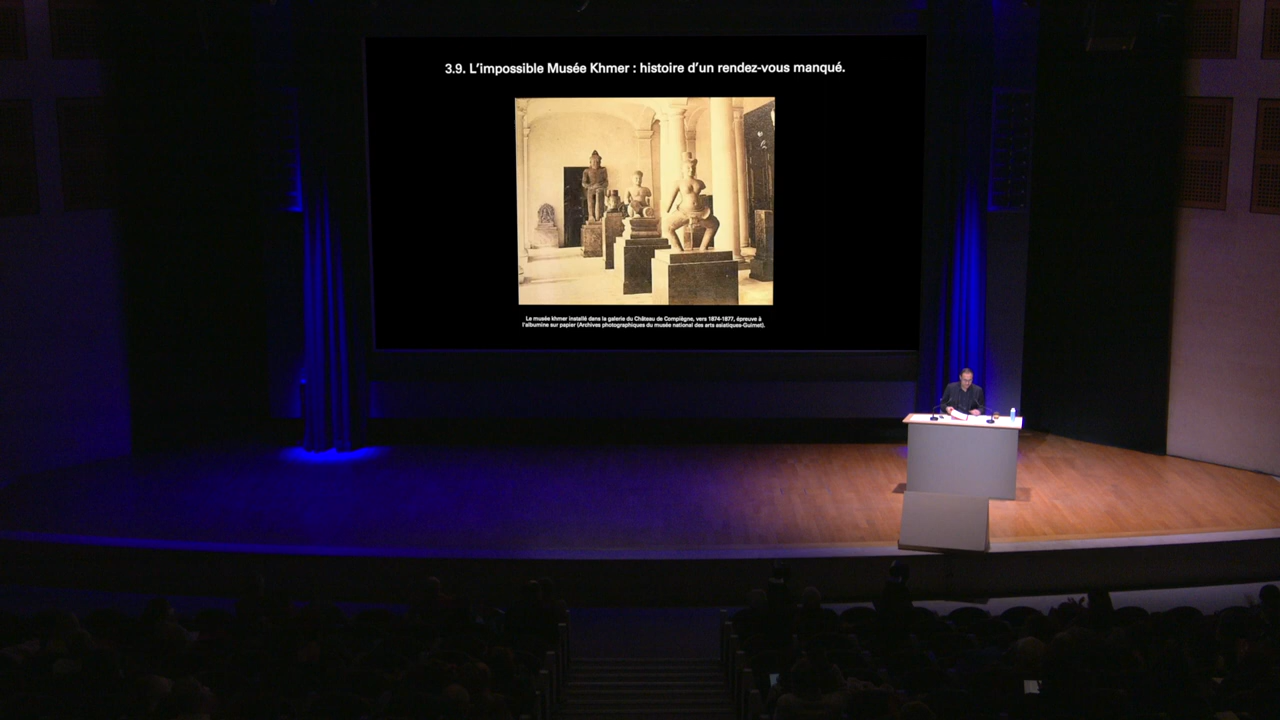 3.9. L'impossible Musée Khmer : histoire d'un rendez-vous manqué.
Le musée khmer installé dans la galerie du Château de Compiègne, vers 1874-1877, épreuve à
l'albumine sur papier (Archives photographiques du musée national des arts asiatiques-Guimet).